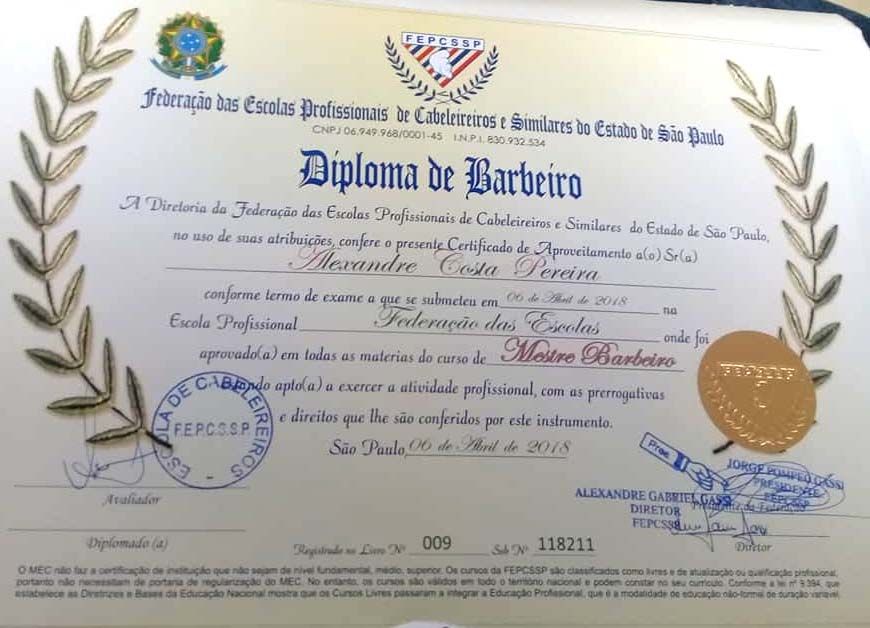 FEPCSSP
Federação das Escolas Profissionais de Cabeleireiros e Similares do Estado de São Paulo
CNPJ 06.949.968/0001-45 I.N.P.I. 830.932.534
Diploma de Barbeiro
A Diretoria da Federação das Escolas Profissionais de Cabeleireiros e Similares do Estado de São Paulo,
no uso de suas atribuições, confere o presente Certificado de Aproveitamento a(o) Sr(a)
Alexandre Costa Pereira
conforme termo de exame a que se submeteu em 06 de Abril de 2018 na
Escola Profissional Federação das Escolas onde foi
aprovado(a) em todas as materias do curso de Mestre Barbeiro
apto(a) a exercer a atividade profissional, com as prerrogativas
e direitos que lhe são conferidos por este instrumento.
São Paulo, 06 de Abril de 2018
ESCOLA DE CABELEIREIROS
F.E.P.C.S.S.P.
FEPCSSP
Avaliador
Diplomado (a)
Proc.
JORGE POMPEO GASSI
PRESIDENTE
FEPCSSP
Presidente da Federação
ALEXANDRE GABRIEL GASSI
DIRETOR
FEPCSSP
Diretor
Registrado no Livro Nº 009 Sob Nº 118211
O MEC não faz a certificação de instituição que não sejam de nível fundamental, médio, superior. Os cursos da FEPCSSP são classificados como livres e de atualização ou qualificação profissional,
portanto não necessitam de portaria de regularização do MEC. No entanto, os cursos são válidos em todo o território nacional e podem constar no seu currículo. Conforme a lei nº 9.394, que
estabelece as Diretrizes e Bases da Educação Nacional mostra que os Cursos Livres passaram a integrar a Educação Profissional, que é a modalidade de educação não-formal de duração variavel.